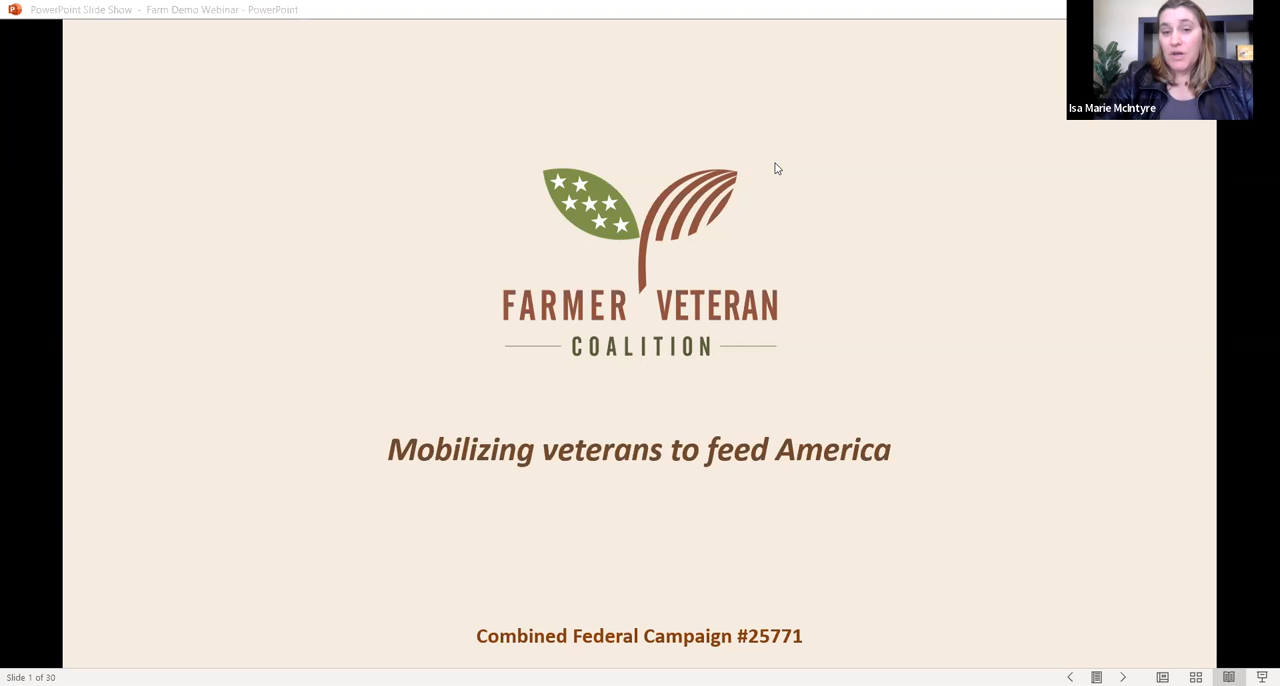 PowerPoint Slide Show - Farm Demo Webinar - PowerPoint
Isa Marie McIntyre
FARMER VETERAN
COALITION
Mobilizing veterans to feed America
Combined Federal Campaign #25771
Slide 1 of 30